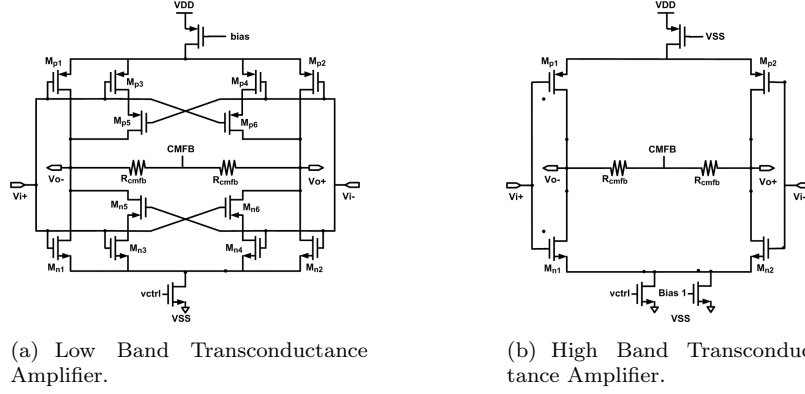 VDD
bias
Mp1
Mp3
Mp4
Mp2
Mp5
Mp6
CMFB
Vo-
Rcmfb
Rcmfb
Vo+
Vi+
Vi-
Mn5
Mn6
Mn3
Mn4
Mn1
Mn2
vctrl
VSS
(a) Low Band Transconductance
Amplifier.
VDD
VSS
Mp1
Mp2
CMFB
Vo-
Rcmfb
Rcmfb
Vo+
Vi+
Vi-
Mn1
Mn2
vctrl
Bias 1
VSS
(b) High Band Transconduc
tance Amplifier.